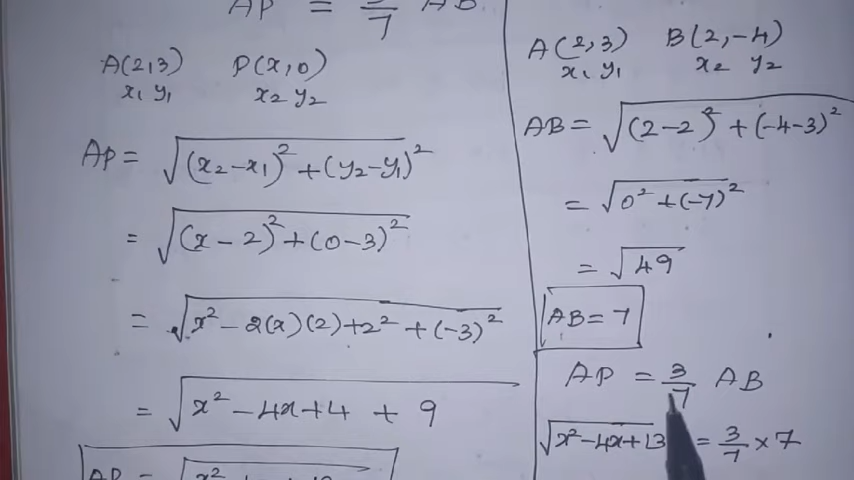 AP = 3/7 AB
A(2,3) P(x,0)
x₁ y₁ x₂ y₂
AP = √(x₂-x₁)² + (y₂-y₁)²
= √(x-2)² + (0-3)²
= √x² - 2(x)(2) + 2² + (-3)²
= √x² - 4x + 4 + 9
AP = √x²
A(2,3) B(2,-4)
x₁ y₁ x₂ y₂
AB = √(2-2)² + (-4-3)²
= √0² + (-7)²
= √49
AB = 7
AP = 3/7 AB
√x² - 4x + 13 = 3/7 × 7